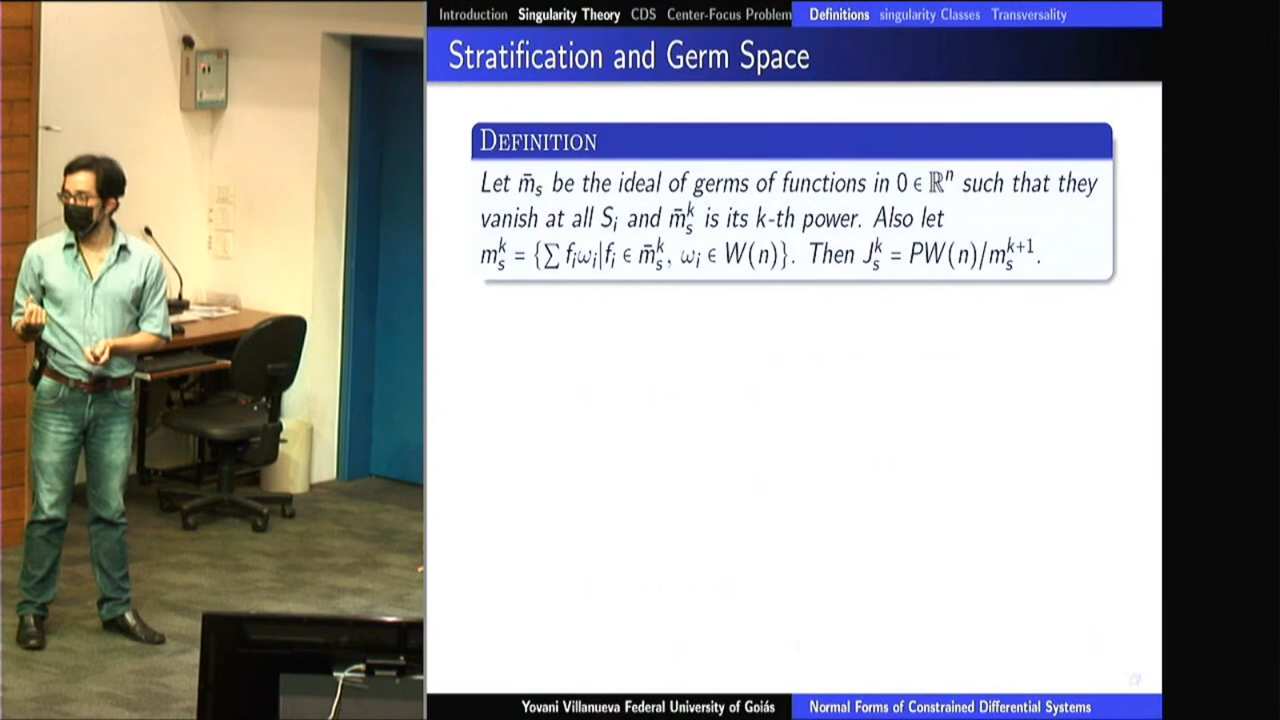 Introduction Singularity Theory CDS Center-Focus Problem Definitions singularity Classes Transversality
Stratification and Germ Space
DEFINITION
Let m̄ₛ be the ideal of germs of functions in 0 ∈ ℝⁿ such that they
vanish at all Sᵢ and m̄ₛᵏ is its k-th power. Also let
mₛᵏ = {∑ fᵢωᵢ|fᵢ ∈ m̄ₛᵏ, ωᵢ ∈ W(n)}. Then Jₛᵏ = PW(n)/mₛᵏ⁺¹.
Yovani Villanueva Federal University of Goiás Normal Forms of Constrained Differential Systems